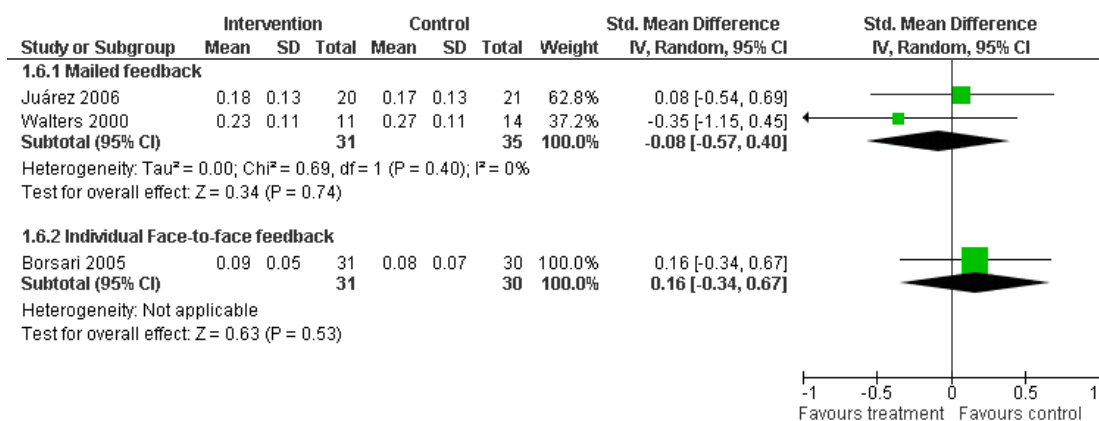 Intervention Control Std. Mean Difference Std. Mean Difference
Study or Subgroup Mean SD Total Mean SD Total Weight IV, Random, 95% CI IV, Random, 95% CI
1.6.1 Mailed feedback
Juárez 2006 0.18 0.13 20 0.17 0.13 21 62.8% 0.08 [-0.54, 0.69]
Walters 2000 0.23 0.11 11 0.27 0.11 14 37.2% -0.35 [-1.15, 0.45]
Subtotal (95% CI) 31 35 100.0% -0.08 [-0.57, 0.40]
Heterogeneity: Tau² = 0.00; Chi² = 0.69, df = 1 (P = 0.40); I² = 0%
Test for overall effect: Z = 0.34 (P = 0.74)
1.6.2 Individual Face-to-face feedback
Borsari 2005 0.09 0.05 31 0.08 0.07 30 100.0% 0.16 [-0.34, 0.67]
Subtotal (95% CI) 31 30 100.0% 0.16 [-0.34, 0.67]
Heterogeneity: Not applicable
Test for overall effect: Z = 0.63 (P = 0.53)
-1 -0.5 0 0.5 1
Favours treatment Favours control